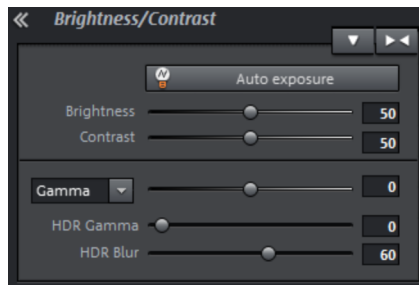 Brightness/Contrast
Auto exposure
Brightness 50
Contrast 50
Gamma 0
HDR Gamma 0
HDR Blur 60